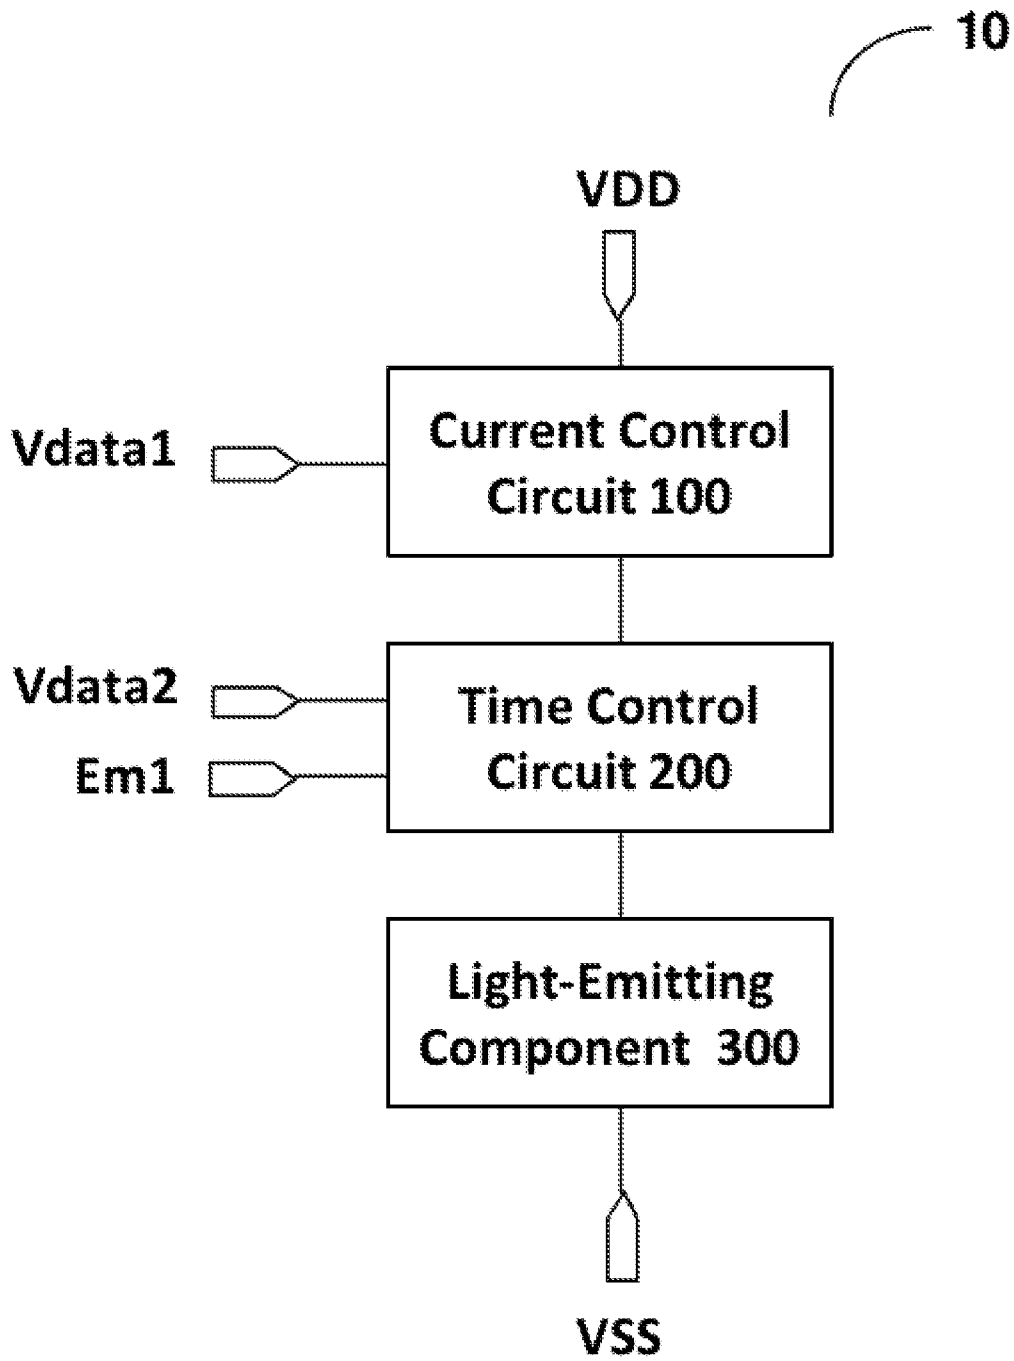 10
VDD
Vdata1
Current Control
Circuit 100
Vdata2
Em1
Time Control
Circuit 200
Light-Emitting
Component 300
VSS